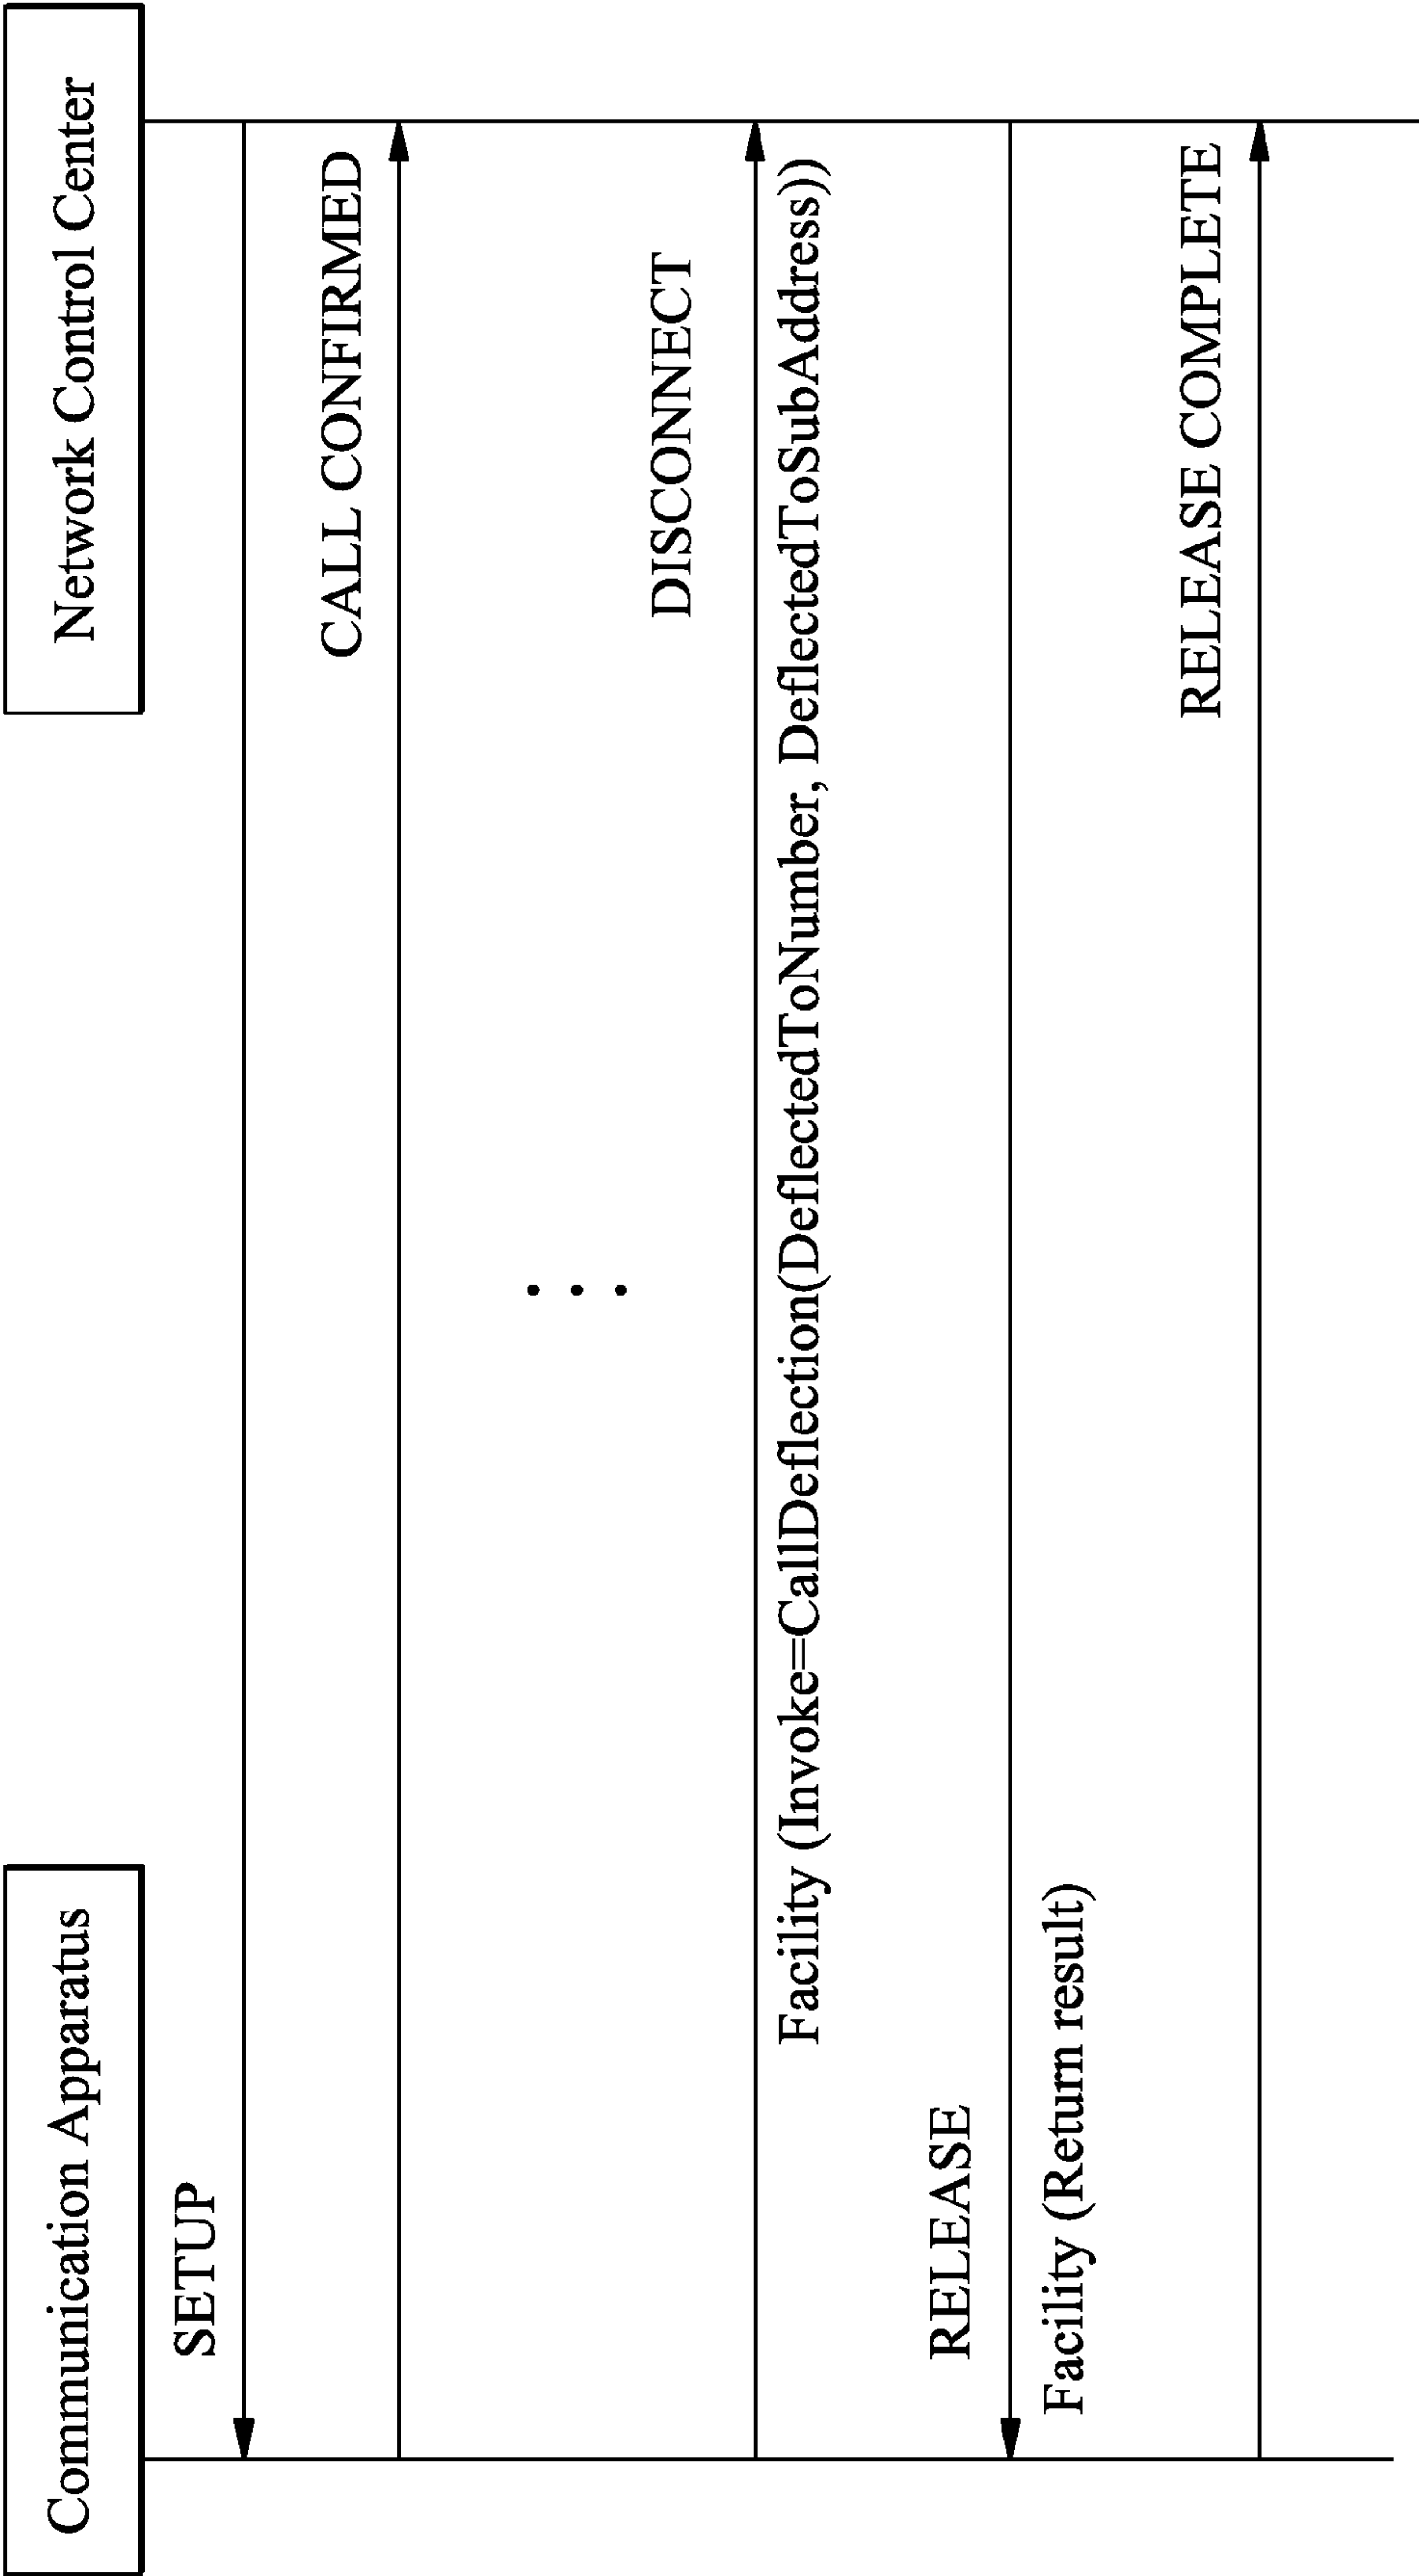 Communication Apparatus
Network Control Center
SETUP
CALL CONFIRMED
. . .
DISCONNECT
Facility (Invoke=CallDeflection(DeflectedToNumber, DeflectedToSubAddress))
RELEASE
Facility (Return result)
RELEASE COMPLETE